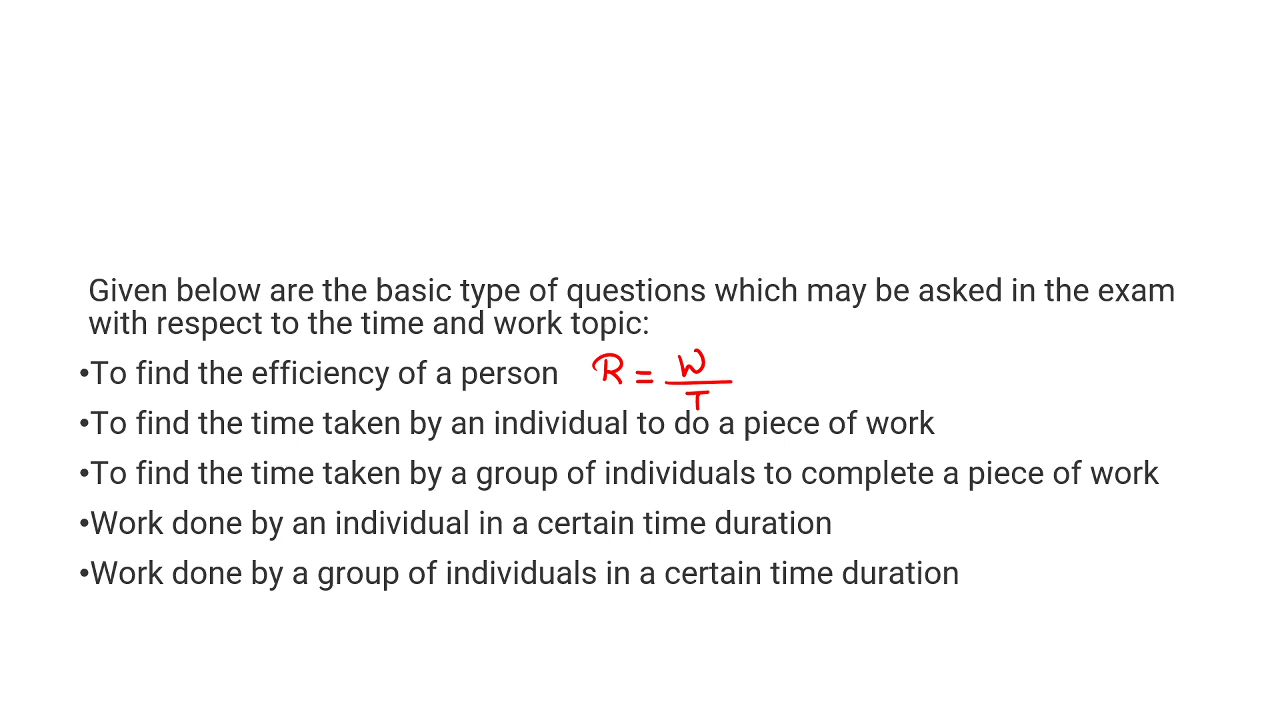 Given below are the basic type of questions which may be asked in the exam
with respect to the time and work topic:
•To find the efficiency of a person R = W/T
•To find the time taken by an individual to do a piece of work
•To find the time taken by a group of individuals to complete a piece of work
•Work done by an individual in a certain time duration
•Work done by a group of individuals in a certain time duration